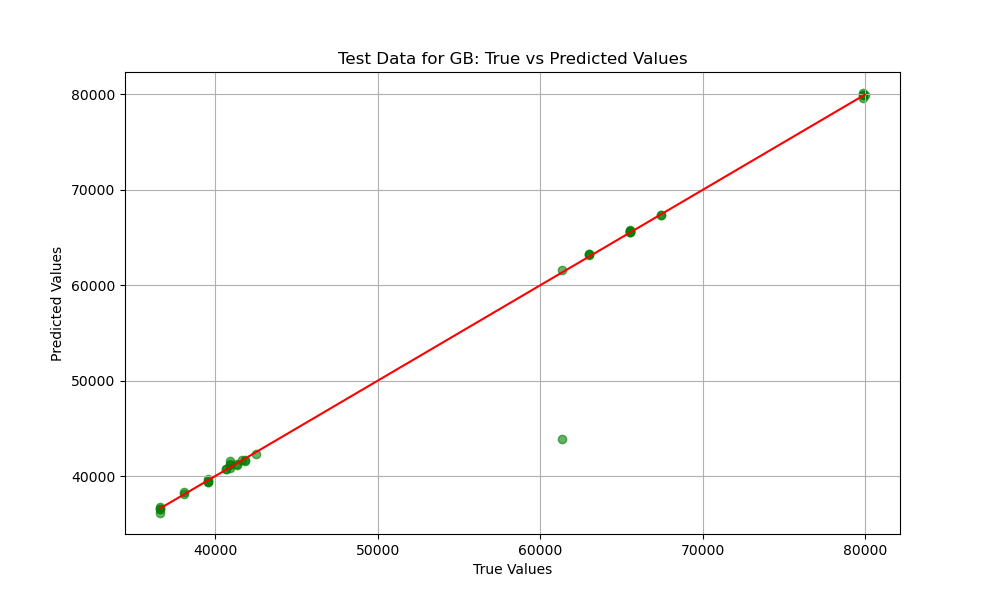 Test Data for GB: True vs Predicted Values
80000
70000
60000
50000
40000
Predicted Values
40000 50000 60000 70000 80000
True Values